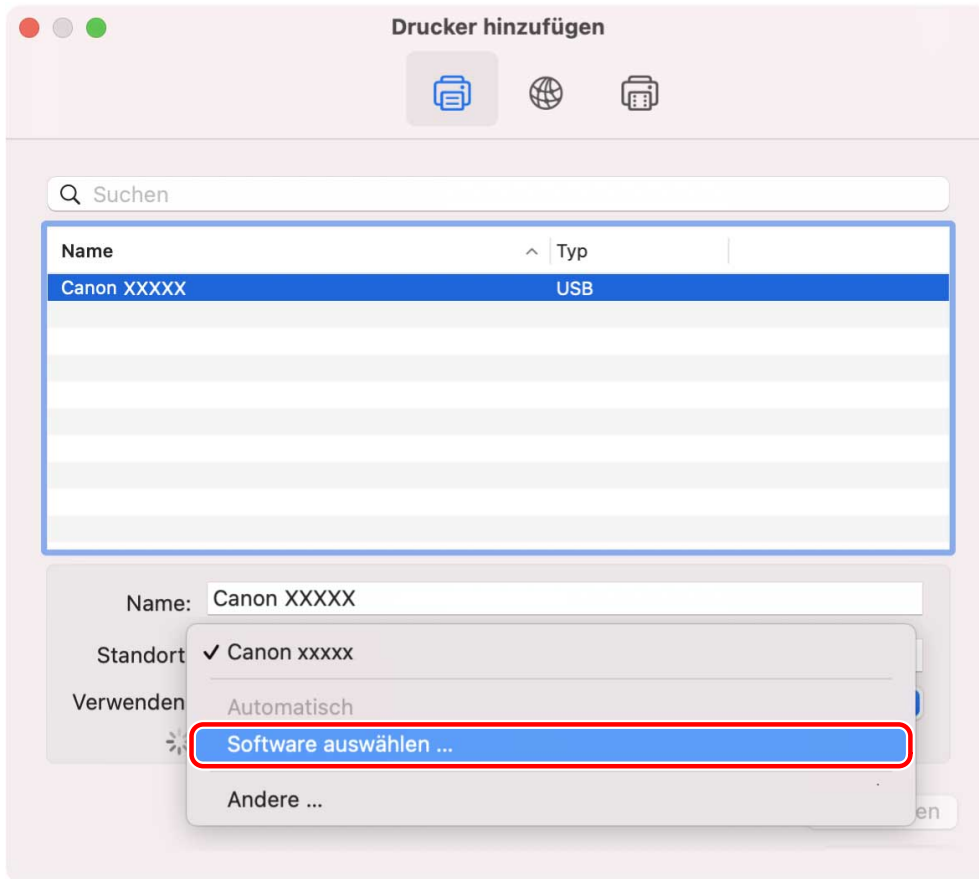 Drucker hinzufügen
Suchen
Name Typ
Canon XXXXX USB
Name: Canon XXXXX
Standort ✓ Canon xxxxx
Verwenden Automatisch
Software auswählen ...
Andere ...
en